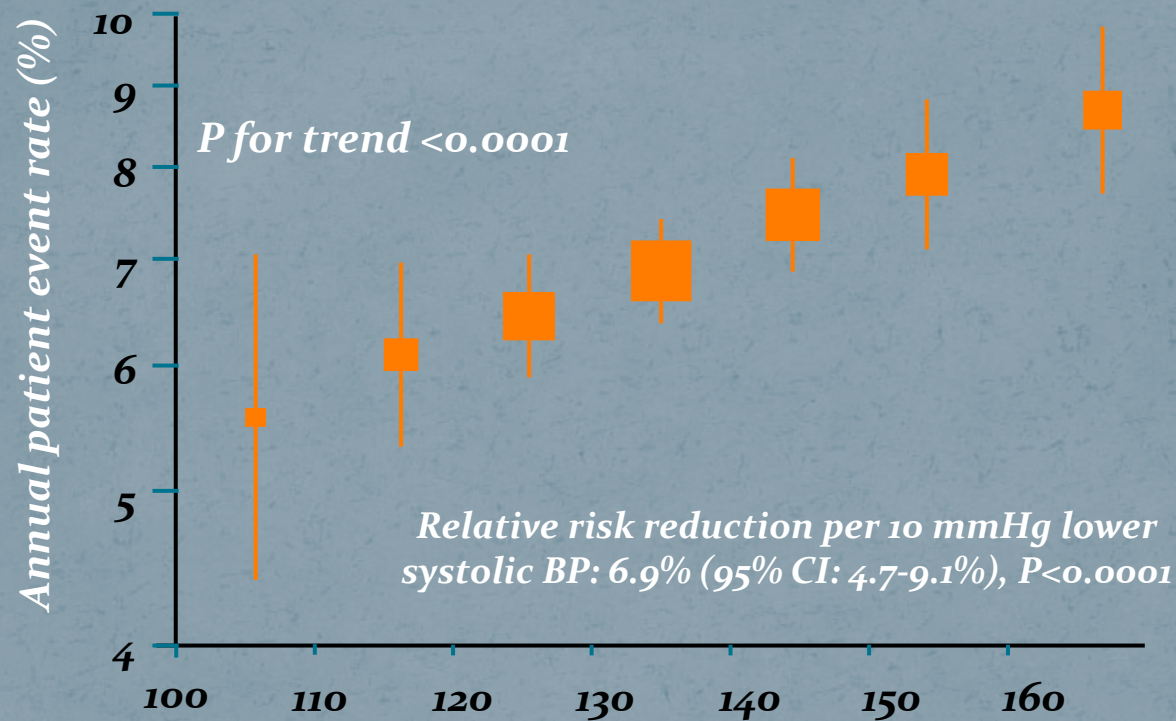 Annual patient event rate (%)
10
9
8
7
6
5
4
P for trend <0.0001
Relative risk reduction per 10 mmHg lower
systolic BP: 6.9% (95% CI: 4.7-9.1%), P<0.0001
100 110 120 130 140 150 160